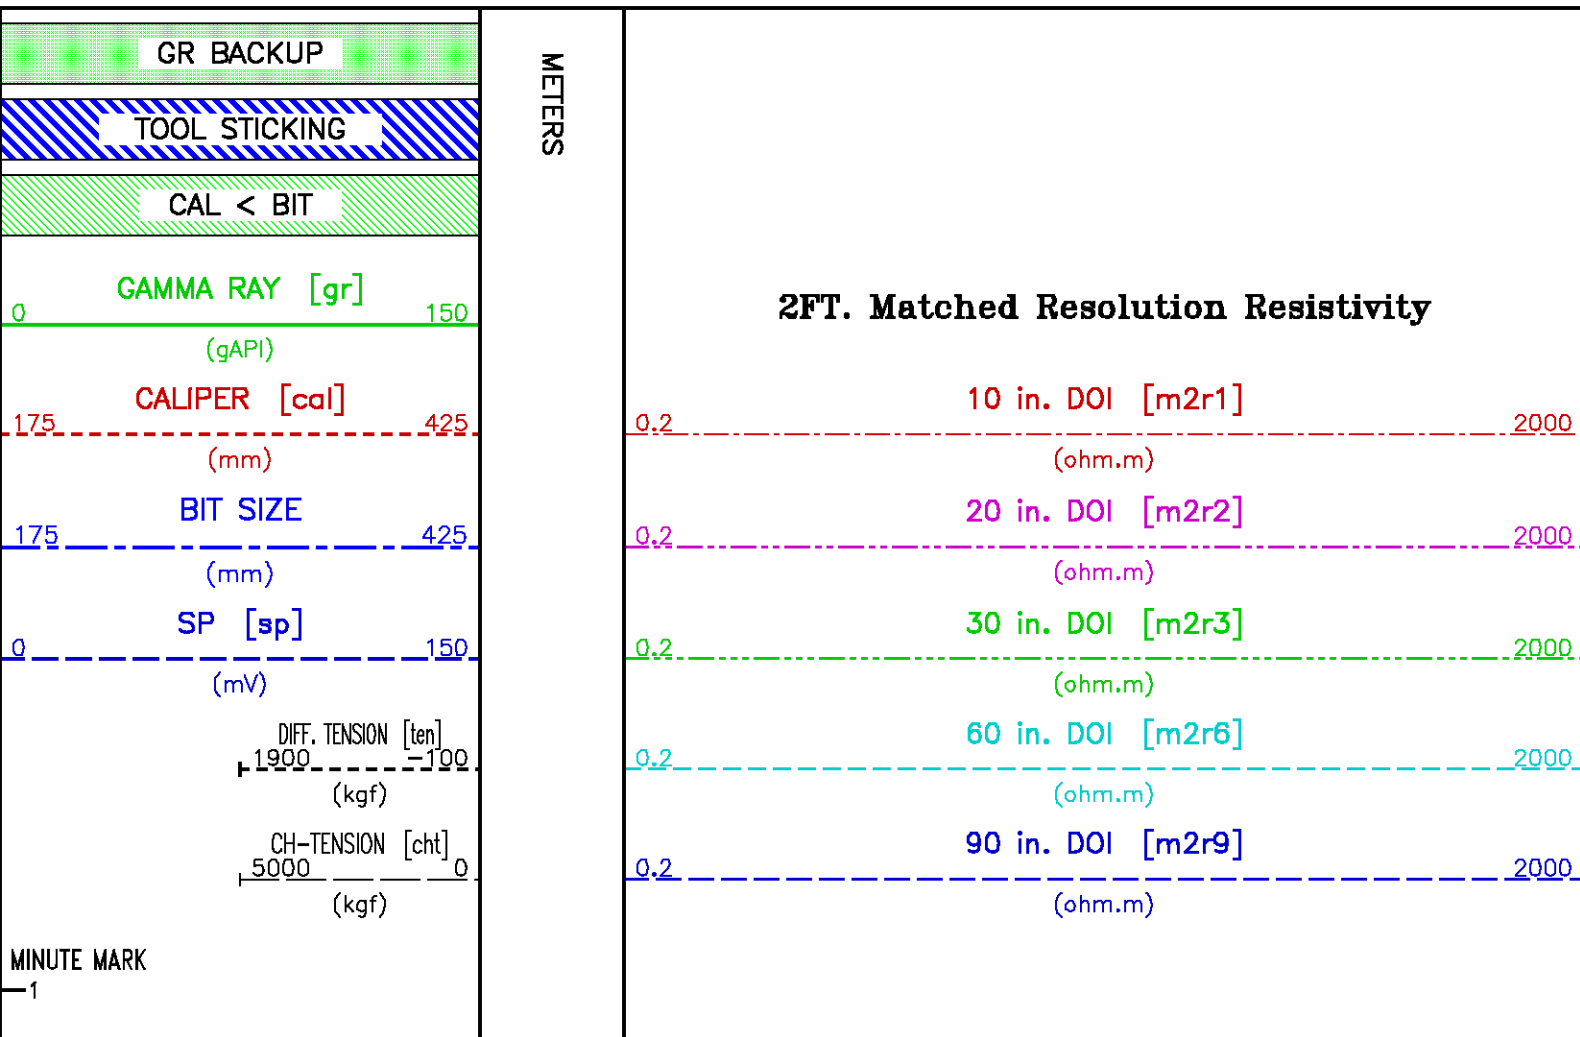 GR BACKUP
TOOL STICKING
CAL < BIT
GAMMA RAY [gr]
0 150
(gAPI)
CALIPER [cal]
175 425
(mm)
BIT SIZE
175 425
(mm)
SP [sp]
0 150
(mV)
DIFF. TENSION [ten]
1900 -100
(kgf)
CH-TENSION [cht]
5000 0
(kgf)
MINUTE MARK
1
METERS
2FT. Matched Resolution Resistivity
10 in. DOI [m2r1]
0.2 2000
(ohm.m)
20 in. DOI [m2r2]
0.2 2000
(ohm.m)
30 in. DOI [m2r3]
0.2 2000
(ohm.m)
60 in. DOI [m2r6]
0.2 2000
(ohm.m)
90 in. DOI [m2r9]
0.2 2000
(ohm.m)